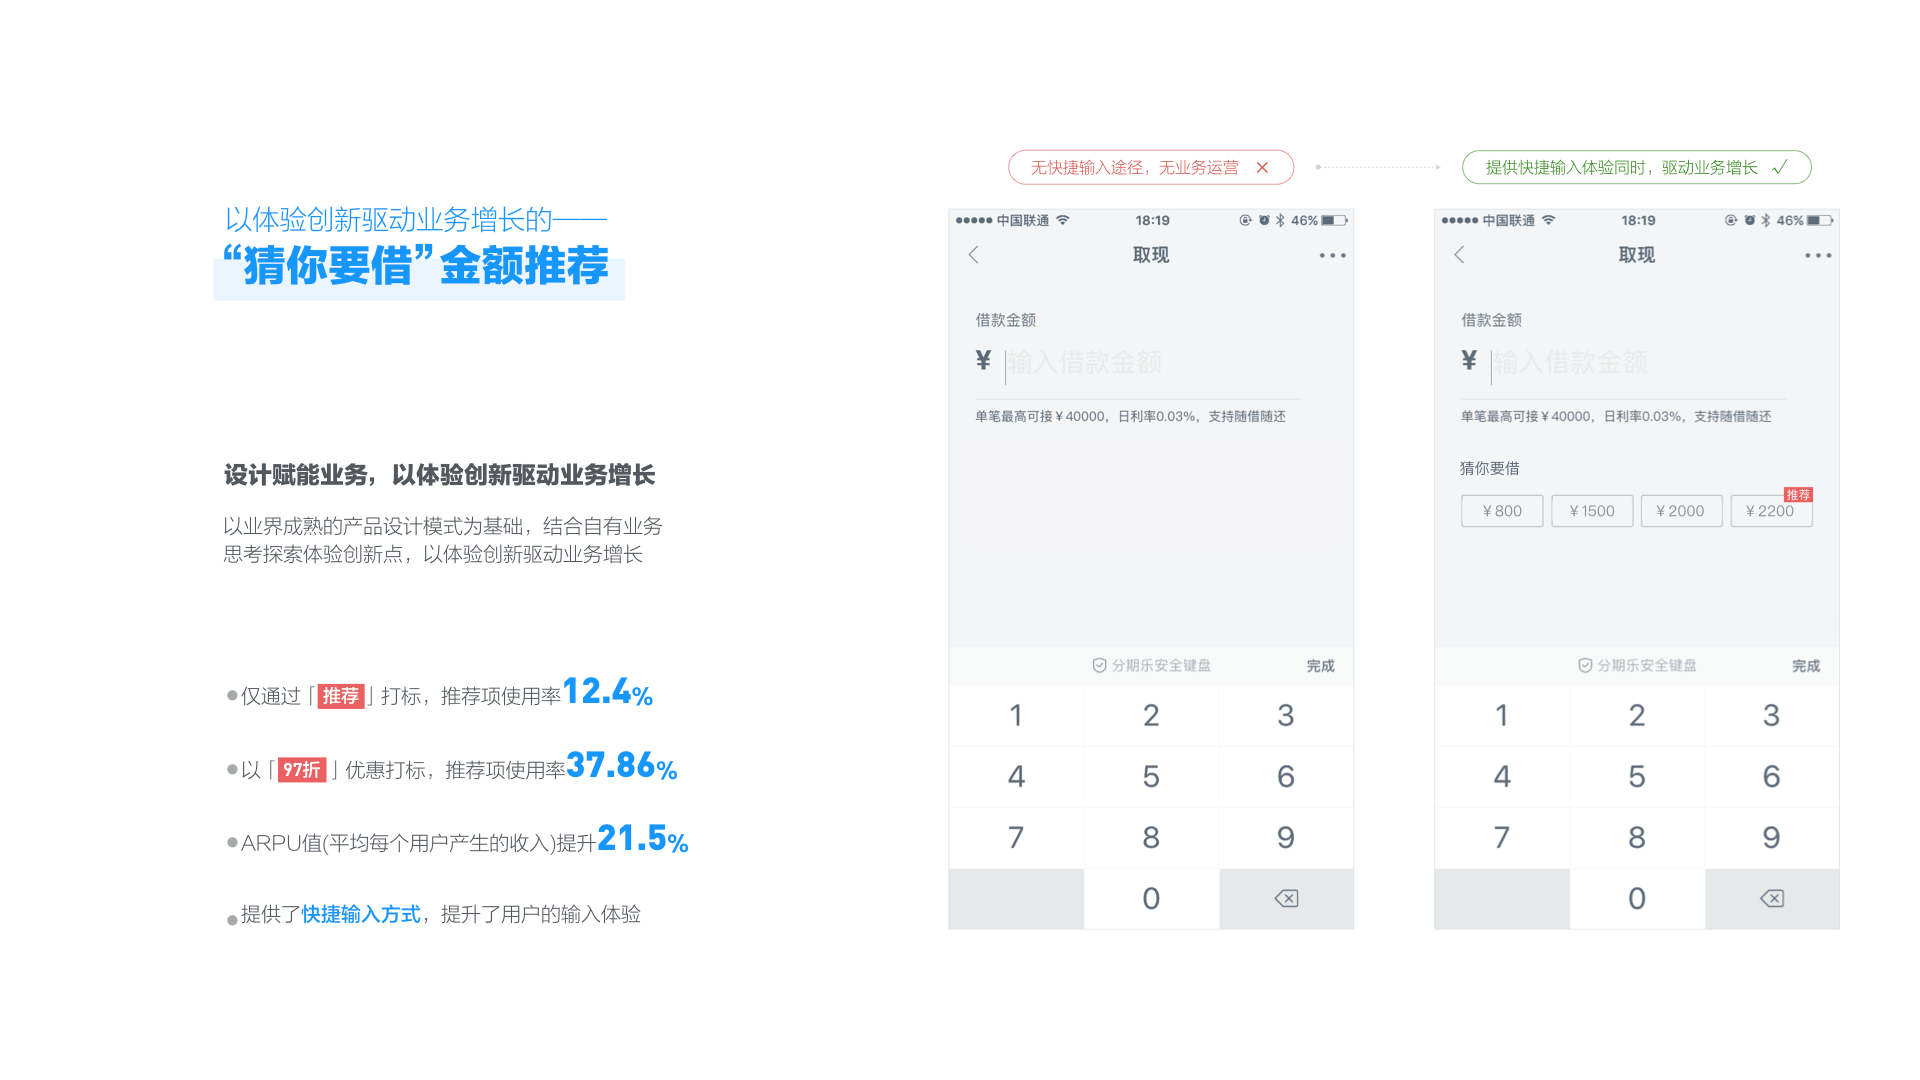 以体验创新驱动业务增长的——
“猜你要借”金额推荐
设计赋能业务，以体验创新驱动业务增长
以业界成熟的产品设计模式为基础，结合自有业务
思考探索体验创新点，以体验创新驱动业务增长
仅通过「推荐」打标，推荐项使用率12.4%
以「97折」优惠打标，推荐项使用率37.86%
ARPU值(平均每个用户产生的收入)提升21.5%
提供了快捷输入方式，提升了用户的输入体验
无快捷输入途径，无业务运营 ×
中国联通 18:19 46%
取现
借款金额
¥ 输入借款金额
单笔最高可接￥40000，日利率0.03%，支持随借随还
分期乐安全键盘 完成
1 2 3
4 5 6
7 8 9
0
提供快捷输入体验同时，驱动业务增长 ✓
中国联通 18:19 46%
取现
借款金额
¥ 输入借款金额
单笔最高可接￥40000，日利率0.03%，支持随借随还
猜你要借
推荐
￥800 ￥1500 ￥2000 ￥2200
分期乐安全键盘 完成
1 2 3
4 5 6
7 8 9
0